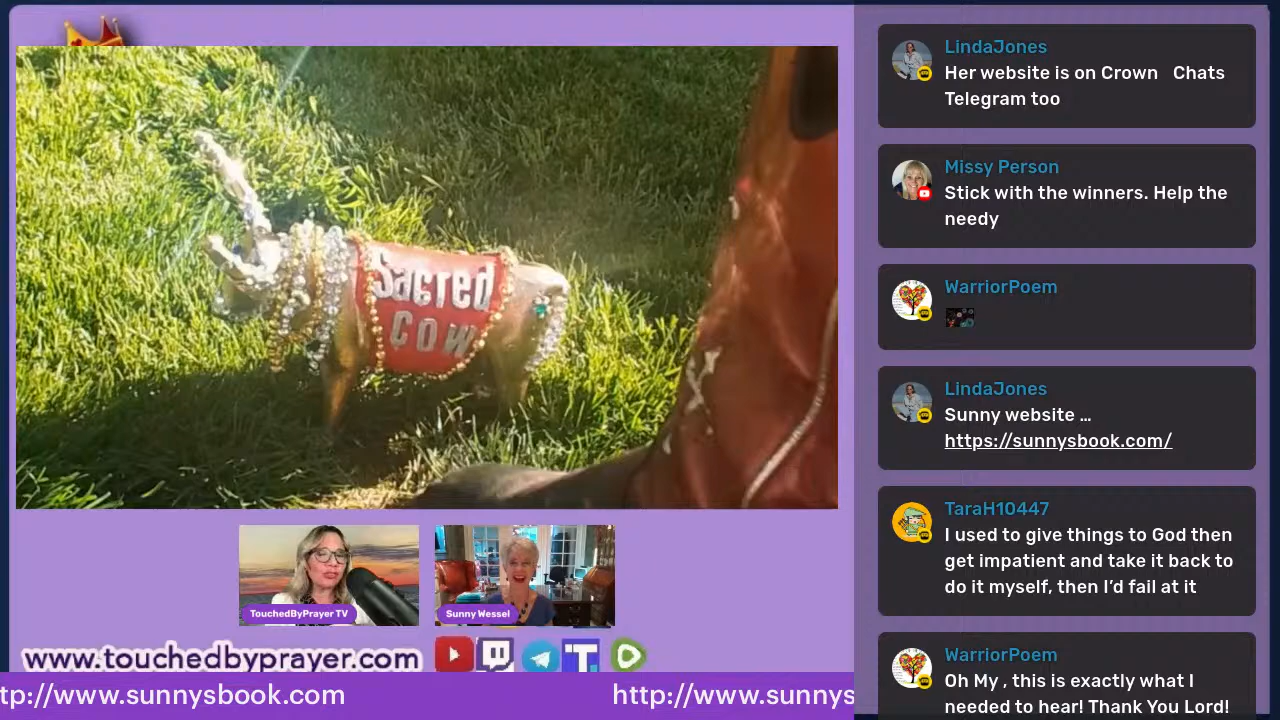 Sacred
COW
TouchedByPrayer TV
Sunny Wessel
www.touchedbyprayer.com
tp://www.sunnysbook.com
http://www.sunnys
LindaJones
Her website is on Crown Chats
Telegram too
Missy Person
Stick with the winners. Help the
needy
WarriorPoem
LindaJones
Sunny website …
https://sunnysbook.com/
TaraH10447
I used to give things to God then
get impatient and take it back to
do it myself, then I’d fail at it
WarriorPoem
Oh My , this is exactly what I
needed to hear! Thank You Lord!